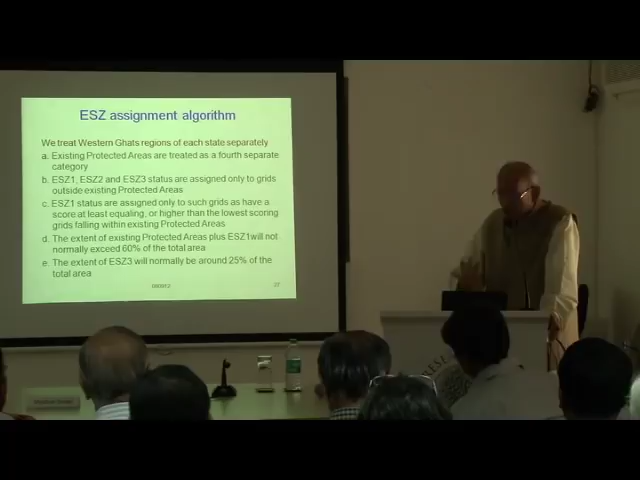 ESZ assignment algorithm
We treat Western Ghats regions of each state separately
a. Existing Protected Areas are treated as a fourth separate
category
b. ESZ1, ESZ2 and ESZ3 status are assigned only to grids
outside existing Protected Areas
c. ESZ1 status are assigned only to such grids as have a
score at least equaling, or higher than the lowest scoring
grids falling within existing Protected Areas
d. The extent of existing Protected Areas plus ESZ1will not
normally exceed 60% of the total area
e. The extent of ESZ3 will normally be around 25% of the
total area
27